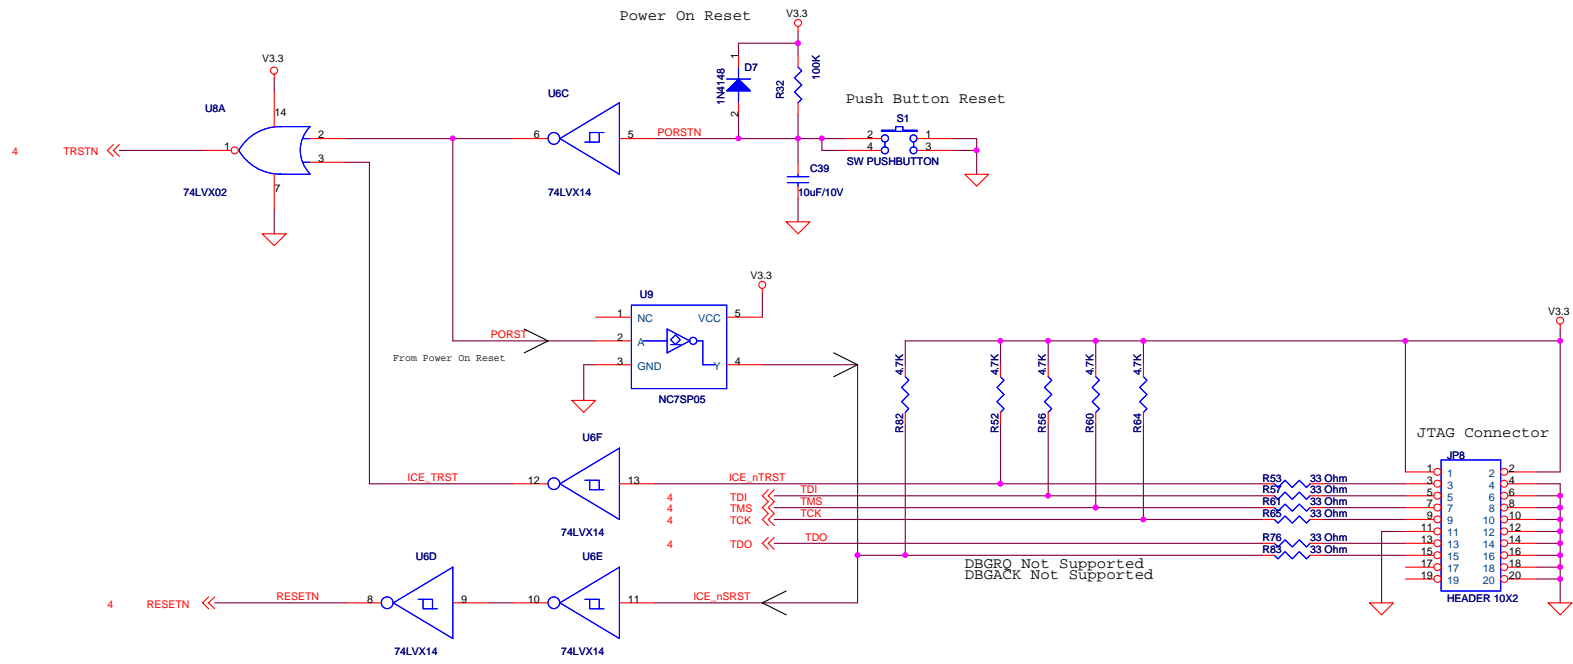 Power On Reset
V3.3
V3.3
1
D7
1N4148
2
R32
100K
Push Button Reset
S1
U8A
U6C
14
2
6
5
PORSTN
2
1
4
3
SW PUSHBUTTON
4
TRSTN
1
3
C39
10uF/10V
7
74LVX02
74LVX14
V3.3
U9
1
NC
VCC
5
V3.3
PORST
2
A
From Power On Reset
3
GND
Y
4
NC7SP05
4.7K
4.7K
4.7K
4.7K
4.7K
R82
R52
R56
R60
R64
JTAG Connector
U6F
JP8
ICE_TRST
12
13
ICE_nTRST
R53
33 Ohm
4
TDI
TDI
R57
33 Ohm
4
TMS
TMS
R61
33 Ohm
4
TCK
TCK
R65
33 Ohm
74LVX14
4
TDO
TDO
R76
33 Ohm
R83
33 Ohm
1
1
2
2
3
3
4
4
5
5
6
6
7
7
8
8
9
9
10
10
11
11
12
12
13
13
14
14
15
15
16
16
17
17
18
18
19
19
20
20
HEADER 10X2
DBGRQ Not Supported
DBGACK Not Supported
U6D
U6E
4
RESETN
RESETN
8
9
10
11
ICE_nSRST
74LVX14
74LVX14